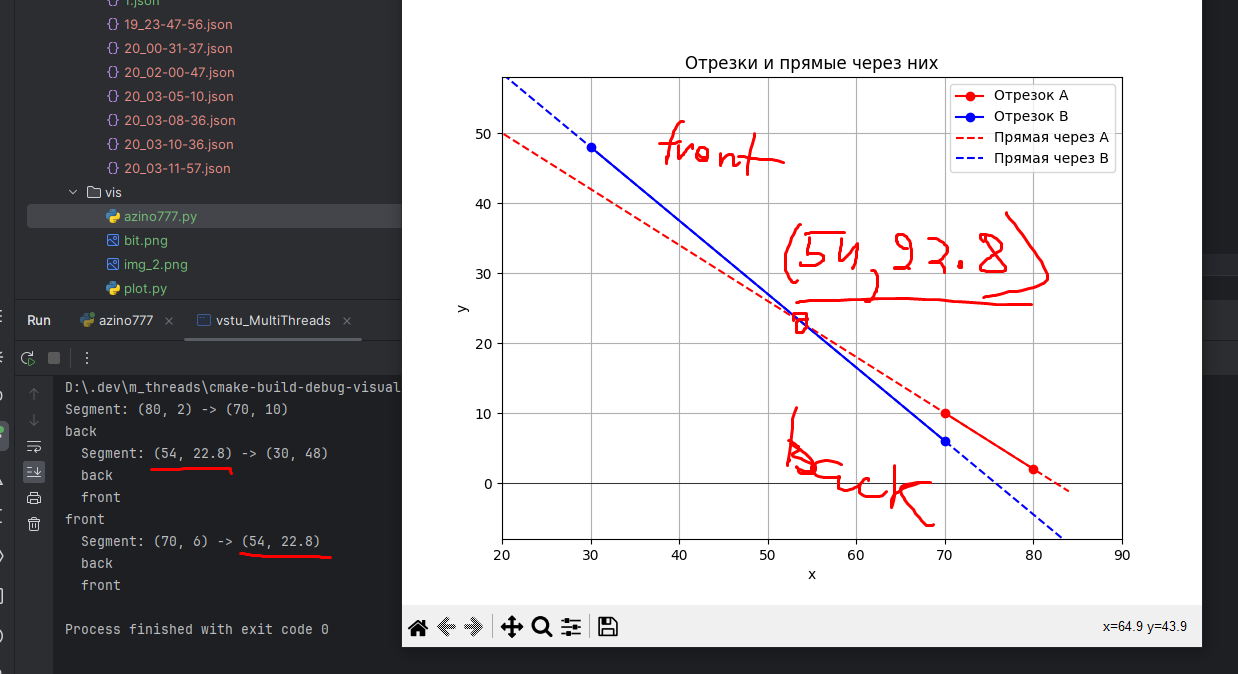 1.json
19_23-47-56.json
20_00-31-37.json
20_02-00-47.json
20_03-05-10.json
20_03-08-36.json
20_03-10-36.json
20_03-11-57.json
vis
azino777.py
bit.png
img_2.png
plot.py
Run
azino777 ×
vstu_MultiThreads ×
D:\.dev\m_threads\cmake-build-debug-visual
Segment: (80, 2) -> (70, 10)
back
Segment: (54, 22.8) -> (30, 48)
back
front
front
Segment: (70, 6) -> (54, 22.8)
back
front
Process finished with exit code 0
Отрезки и прямые через них
Отрезок A
Отрезок B
Прямая через A
Прямая через B
front
(54,23.8)
back
y
50
40
30
20
10
0
20 30 40 50 60 70 80 90
x
x=64.9 y=43.9